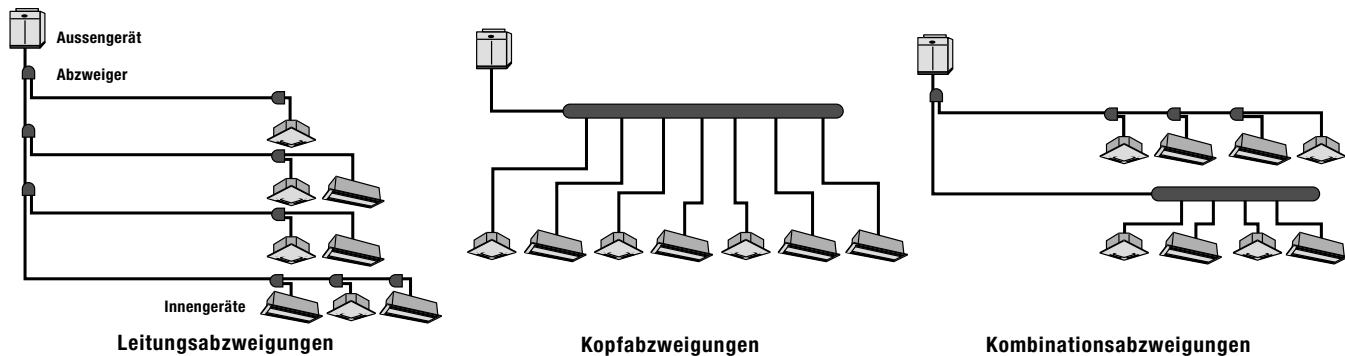 Aussengerät
Abzweiger
Innengeräte
Leitungsabzweigungen
Kopfabzweigungen
Kombinationsabzweigungen